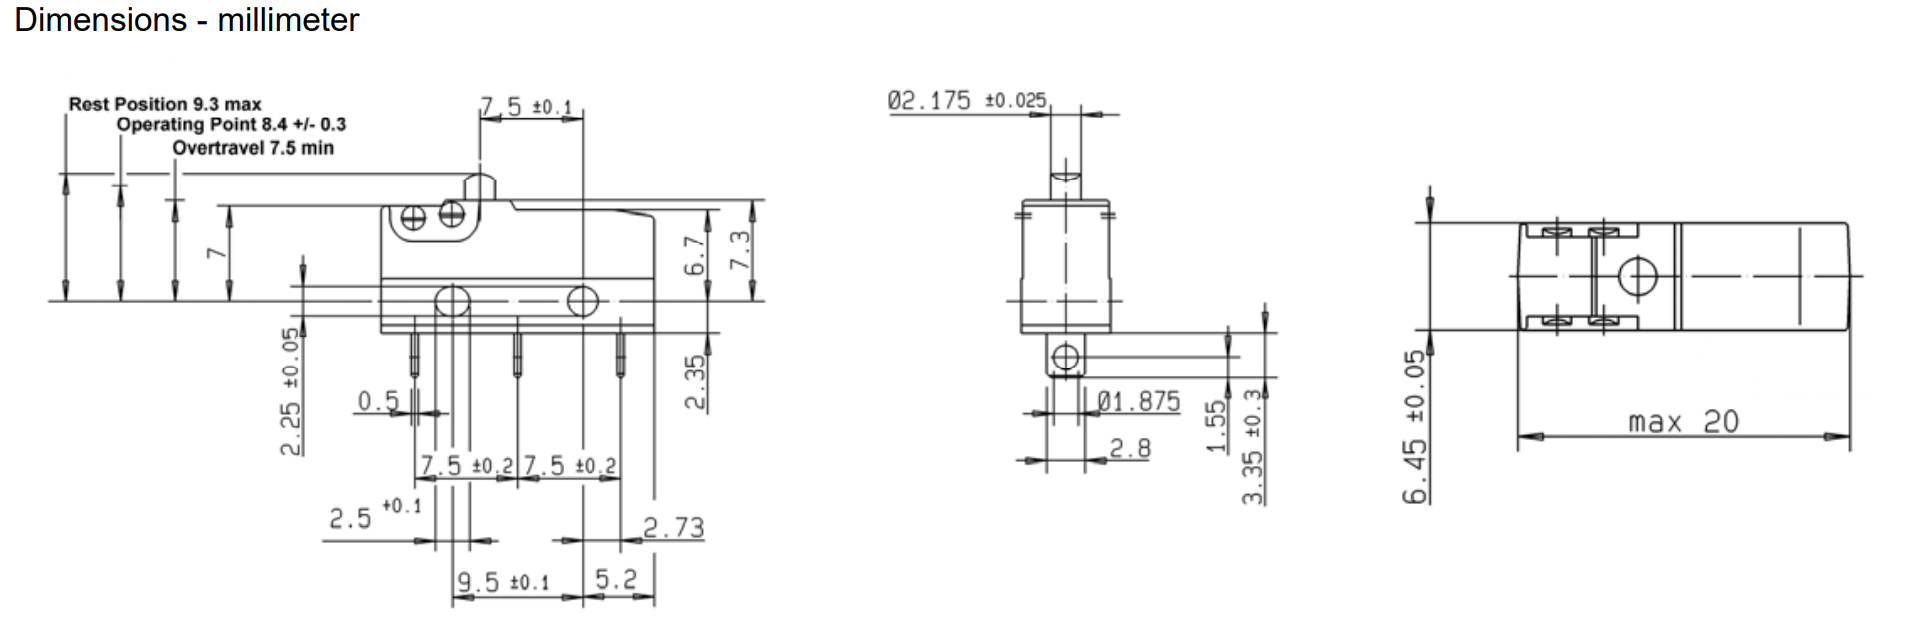 Dimensions - millimeter
Rest Position 9.3 max
Operating Point 8.4 +/- 0.3
Overtravel 7.5 min
7.5 ±0.1
7
6.7
7.3
2.25 ±0.05
0.5
2.35
7.5 ±0.2
7.5 ±0.2
2.5 +0.1
2.73
9.5 ±0.1
5.2
Ø2.175 ±0.025
Ø1.875
2.8
1.55
3.35 ±0.3
6.45 ±0.05
max 20